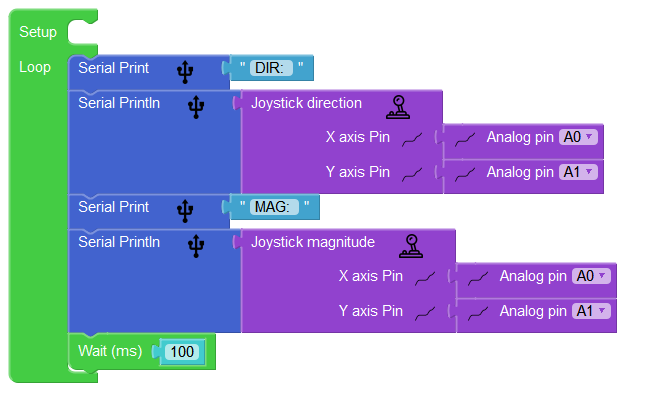 Setup
Loop
Serial Print " DIR: "
Serial Println Joystick direction
X axis Pin Analog pin A0
Y axis Pin Analog pin A1
Serial Print " MAG: "
Serial Println Joystick magnitude
X axis Pin Analog pin A0
Y axis Pin Analog pin A1
Wait (ms) 100